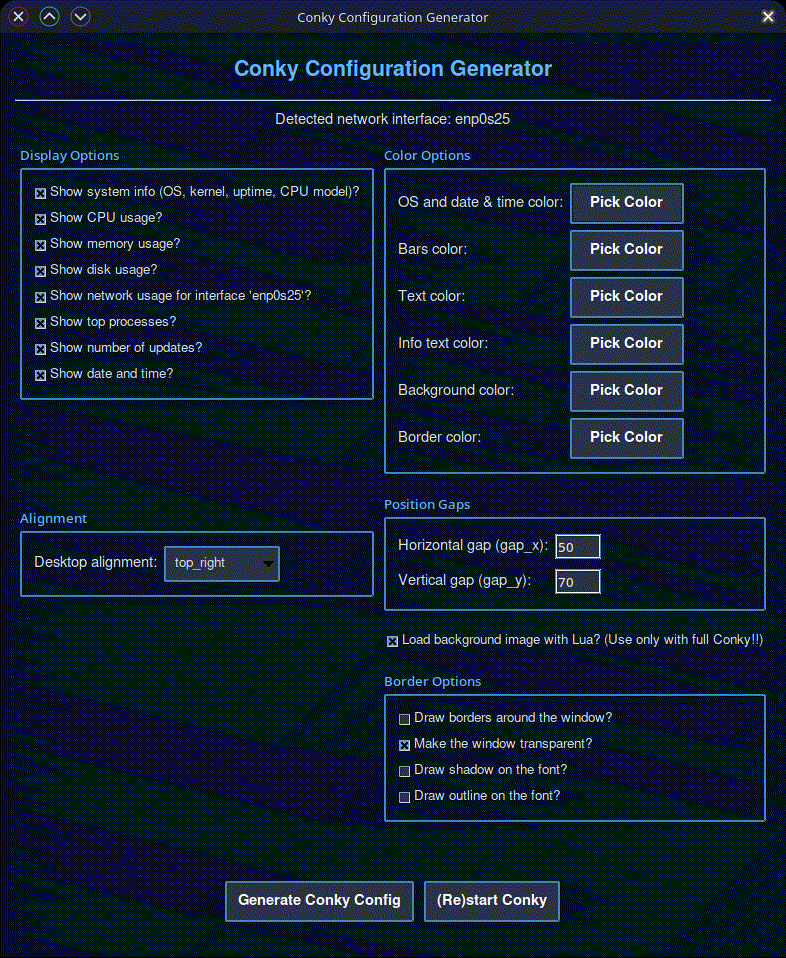 Conky Configuration Generator
Conky Configuration Generator
Detected network interface: enp0s25
Display Options
Show system info (OS, kernel, uptime, CPU model)?
Show CPU usage?
Show memory usage?
Show disk usage?
Show network usage for interface 'enp0s25'?
Show top processes?
Show number of updates?
Show date and time?
Color Options
OS and date & time color: Pick Color
Bars color: Pick Color
Text color: Pick Color
Info text color: Pick Color
Background color: Pick Color
Border color: Pick Color
Alignment
Desktop alignment: top_right
Position Gaps
Horizontal gap (gap_x): 50
Vertical gap (gap_y): 70
Load background image with Lua? (Use only with full Conky!!)
Border Options
Draw borders around the window?
Make the window transparent?
Draw shadow on the font?
Draw outline on the font?
Generate Conky Config (Re)start Conky